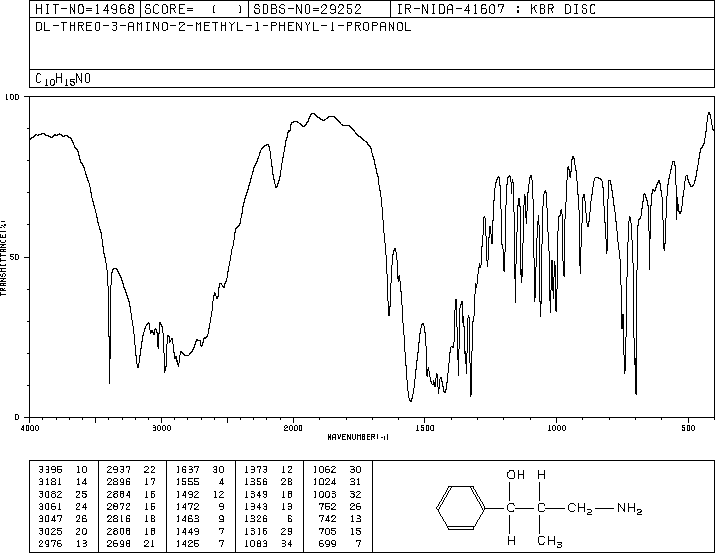 HIT-NO=14968 SCORE= ( ) SDBS-NO=29252 IR-NIDA-41607 : KBR DISC
DL-THREO-3-AMINO-2-METHYL-1-PHENYL-1-PROPANOL
C10H15NO
100
50
0
TRANSMITTANCE(%)
4000 3000 2000 1500 1000 500
WAVENUMBER(-1)
3395 10 2937 22 1637 30 1373 12 1062 30
3181 14 2896 17 1555 4 1356 28 1024 31
3082 25 2884 16 1492 12 1349 18 1003 32
3061 24 2872 15 1472 9 1343 13 752 26
3047 26 2816 18 1463 9 1326 6 742 13
3025 20 2808 18 1449 7 1316 29 705 15
2976 13 2698 21 1425 7 1083 34 699 7
OH H
CH2 NH2
H CH3